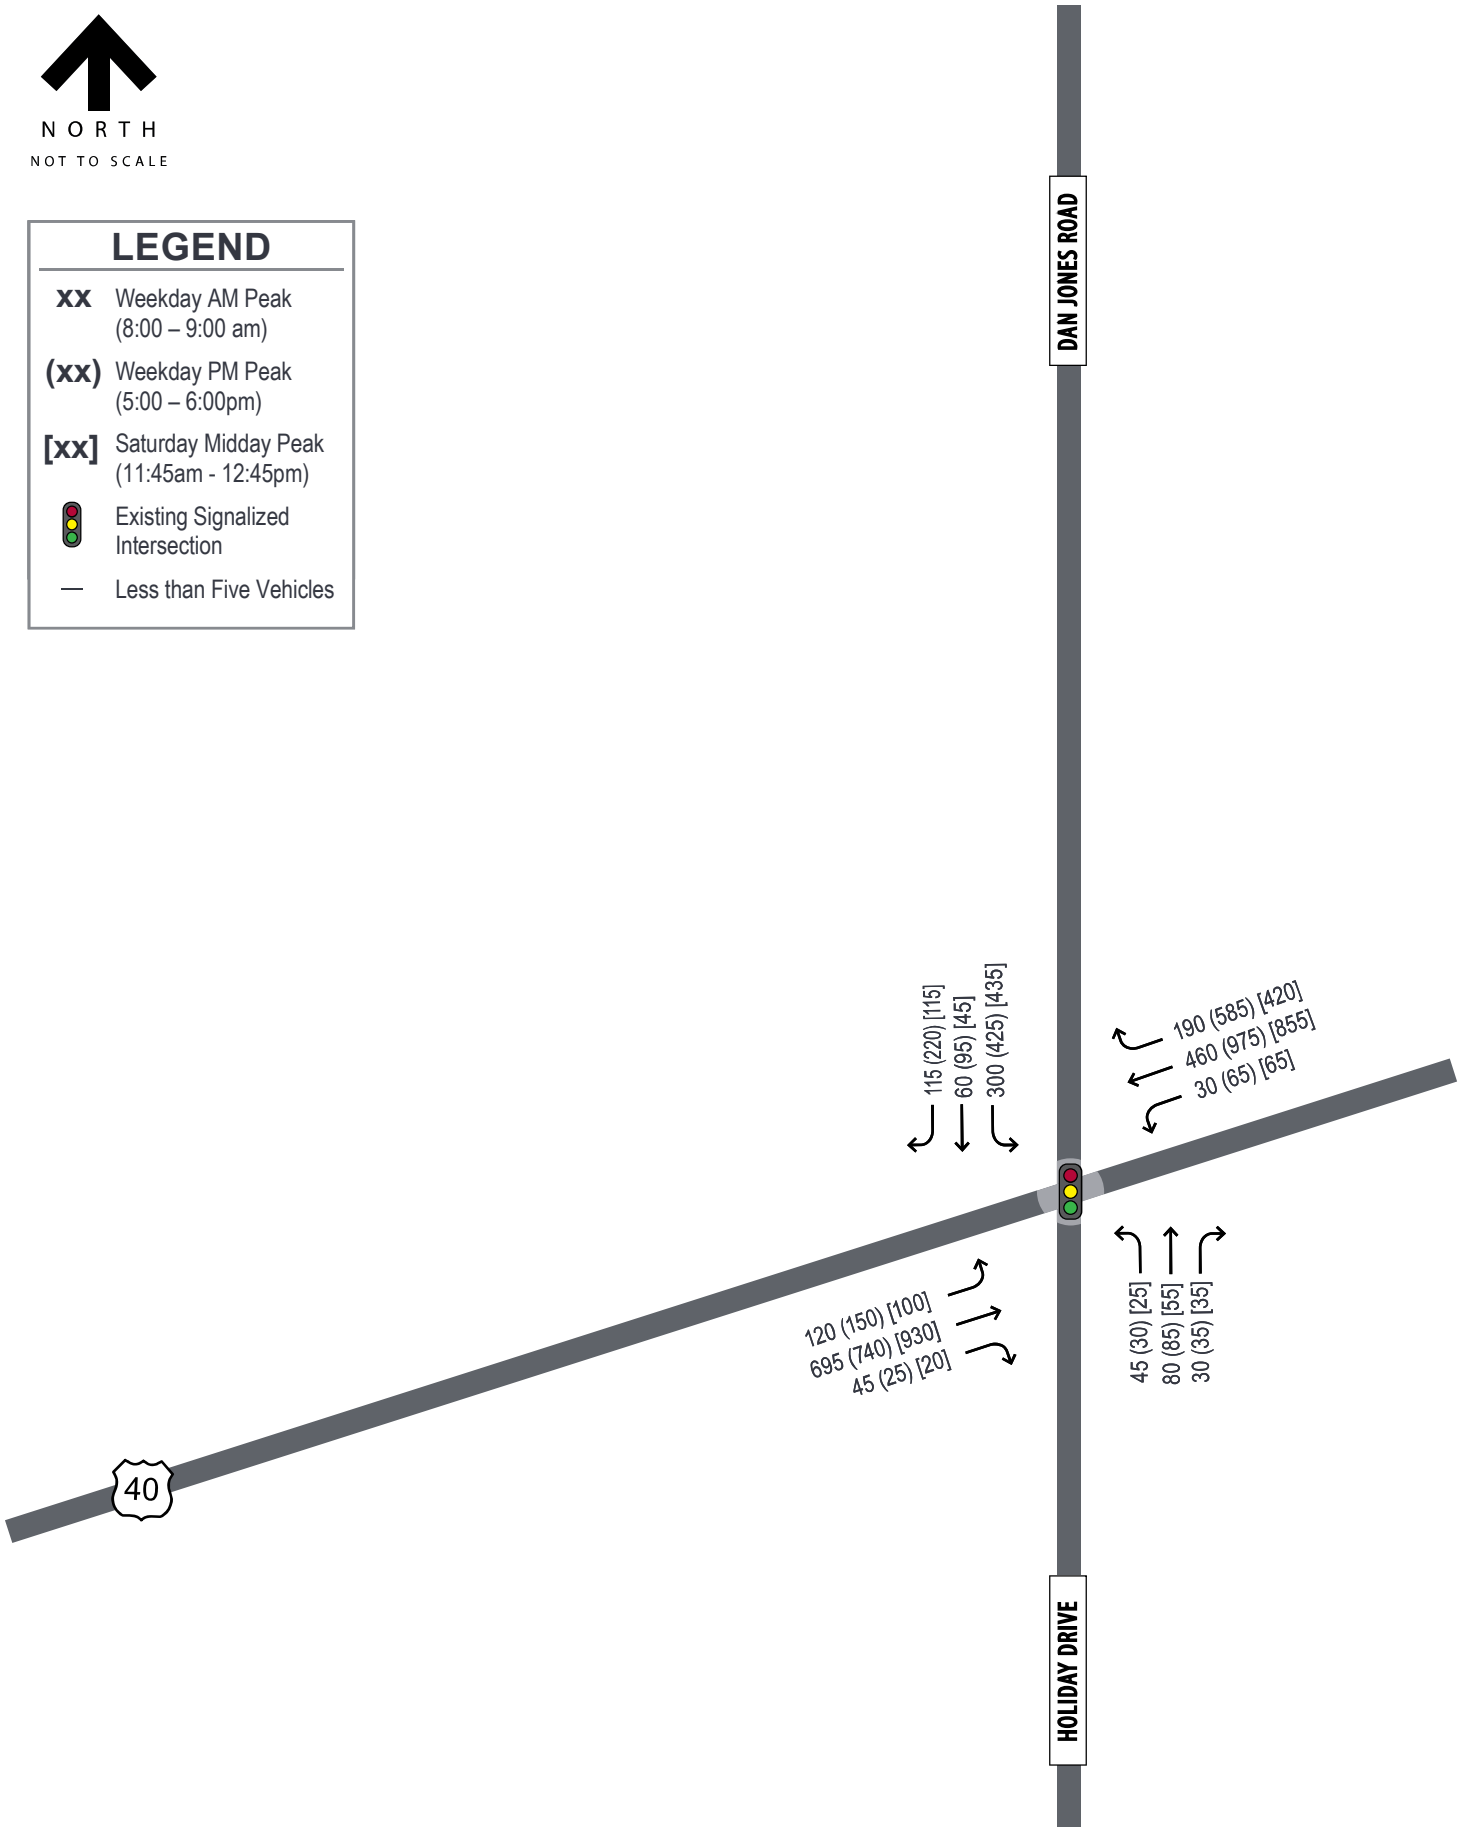 NORTH
NOT TO SCALE
LEGEND
xx Weekday AM Peak
(8:00 – 9:00 am)
(xx) Weekday PM Peak
(5:00 – 6:00pm)
[xx] Saturday Midday Peak
(11:45am - 12:45pm)
Existing Signalized
Intersection
— Less than Five Vehicles
DAN JONES ROAD
115 (220) [115]
60 (95) [45]
300 (425) [435]
190 (585) [420]
460 (975) [855]
30 (65) [65]
120 (150) [100]
695 (740) [930]
45 (25) [20]
45 (30) [25]
80 (85) [55]
30 (35) [35]
40
HOLIDAY DRIVE